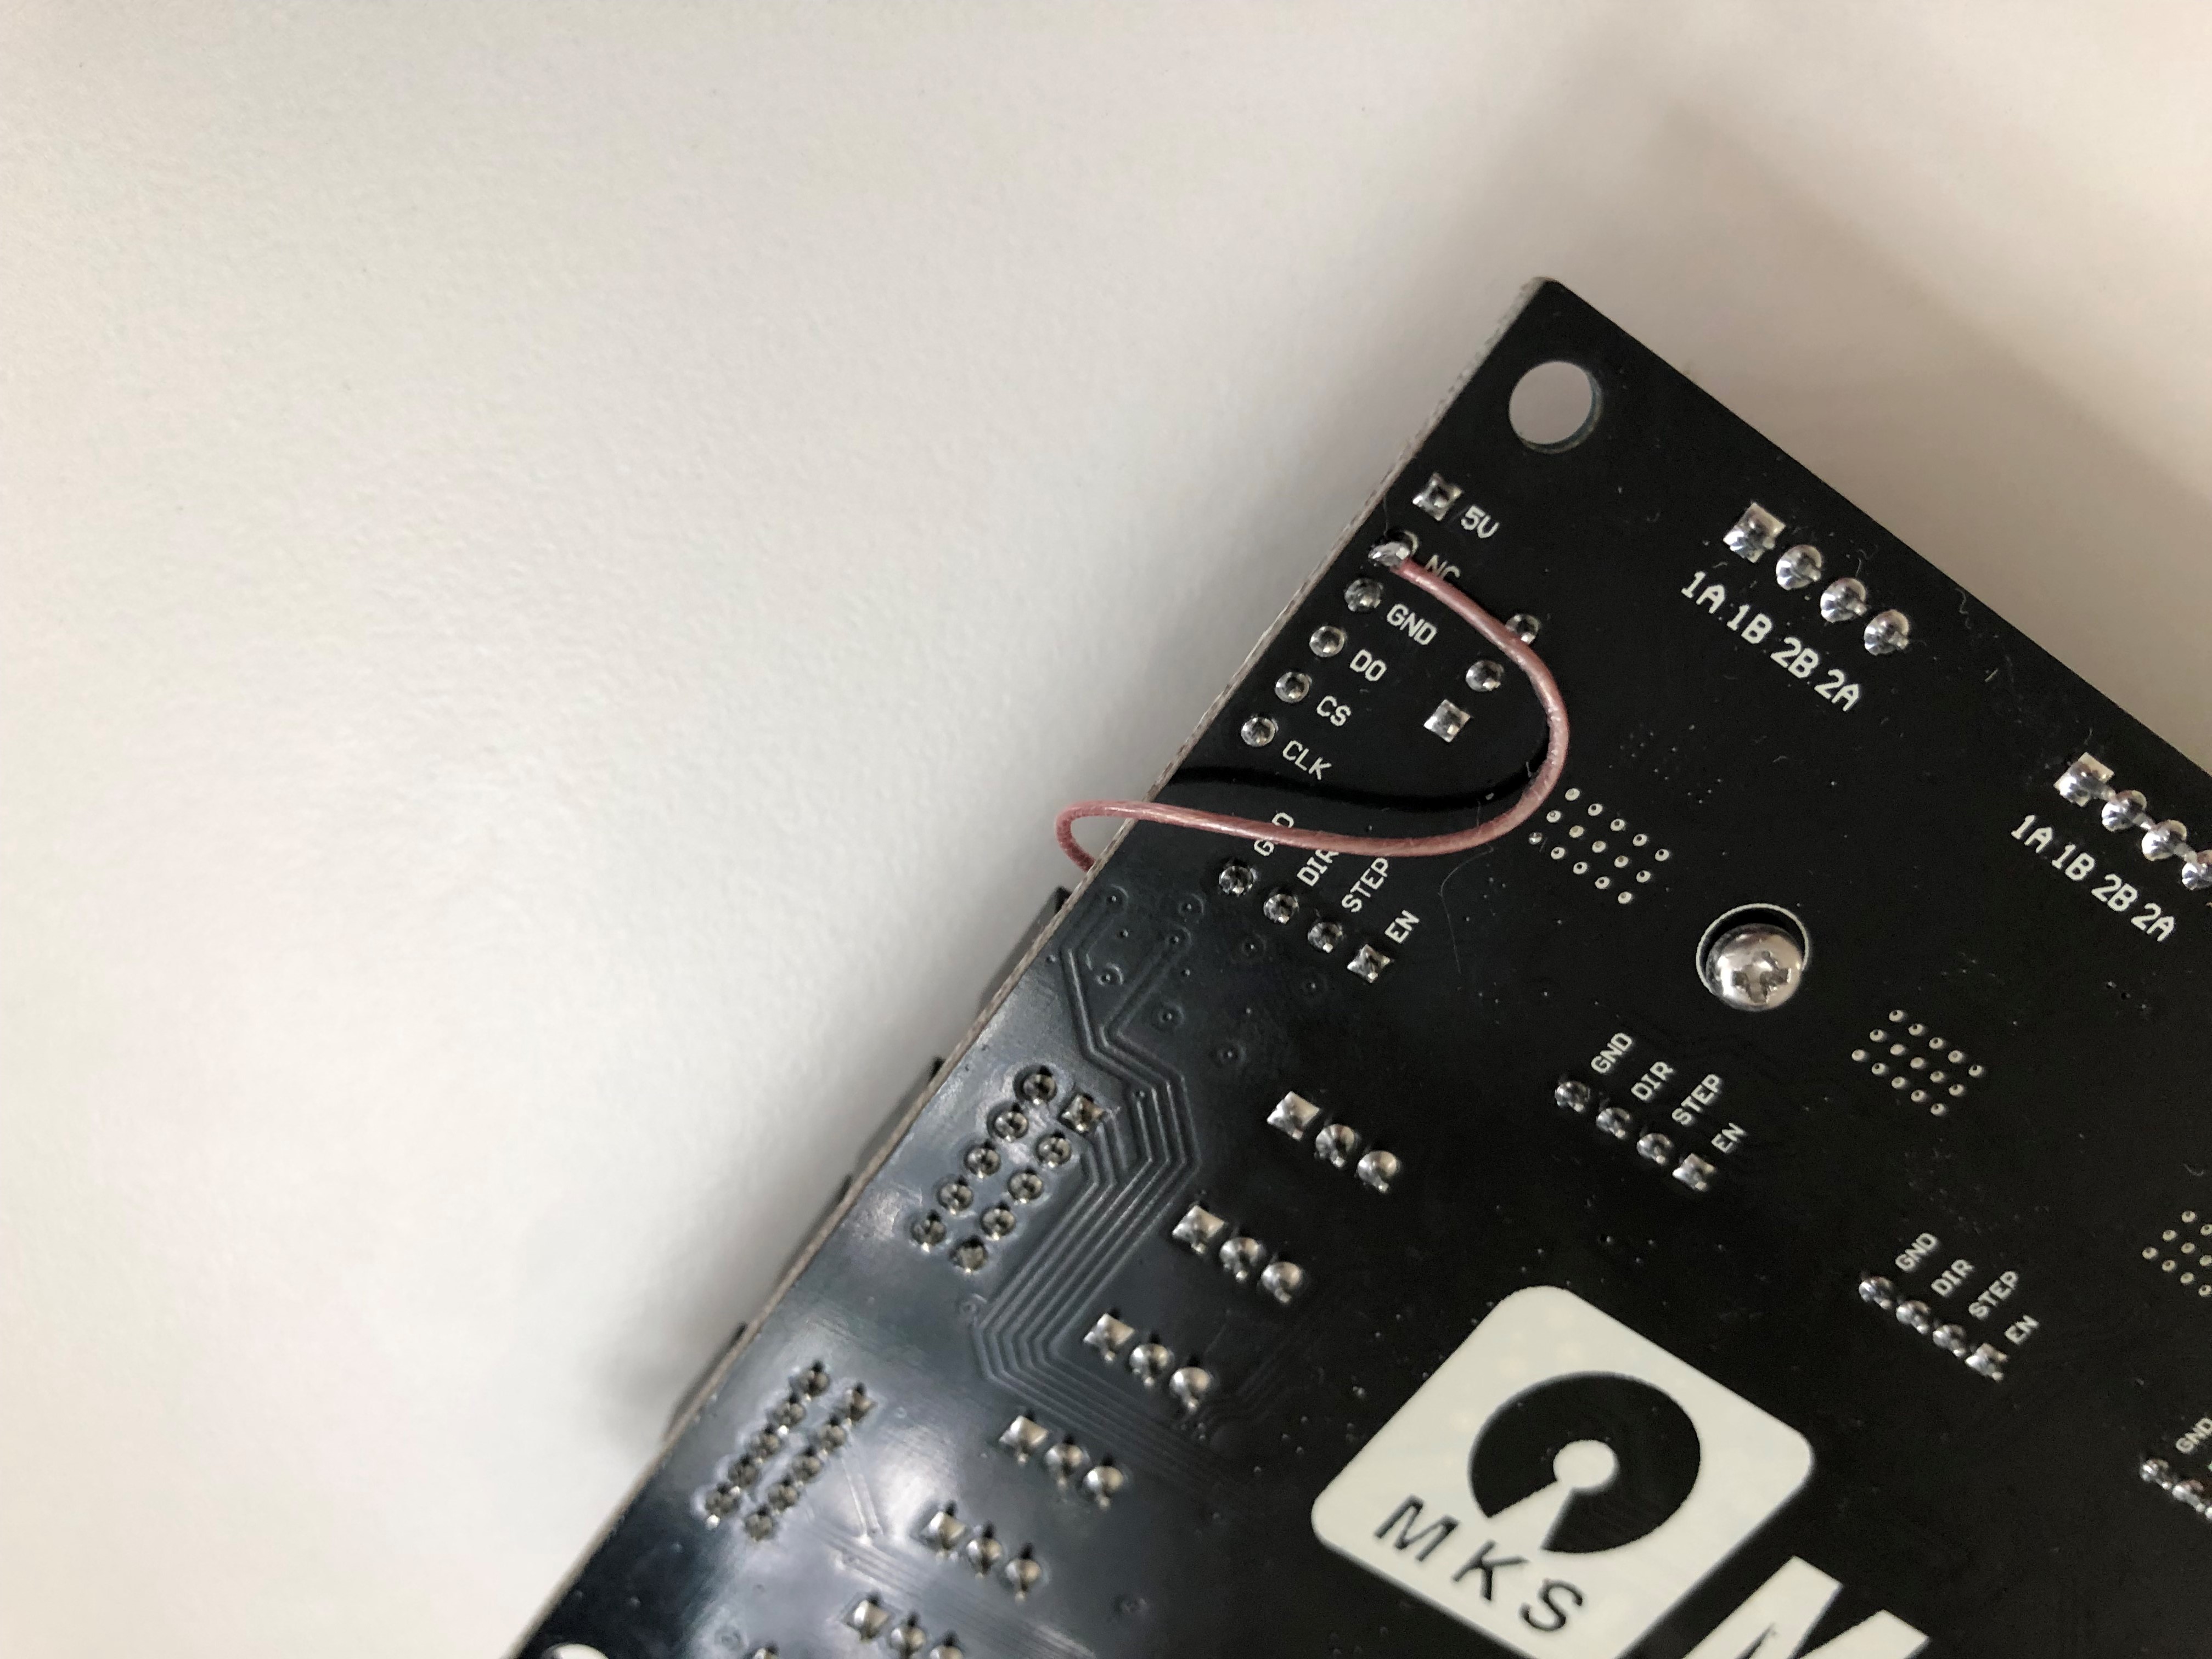 5V
NC
GND
DO
CS
CLK
1A 1B 2B 2A
1A 1B 2B 2A
DIR
STEP
EN
GND
DIR
STEP
EN
GND
DIR
STEP
EN
GND
MKS